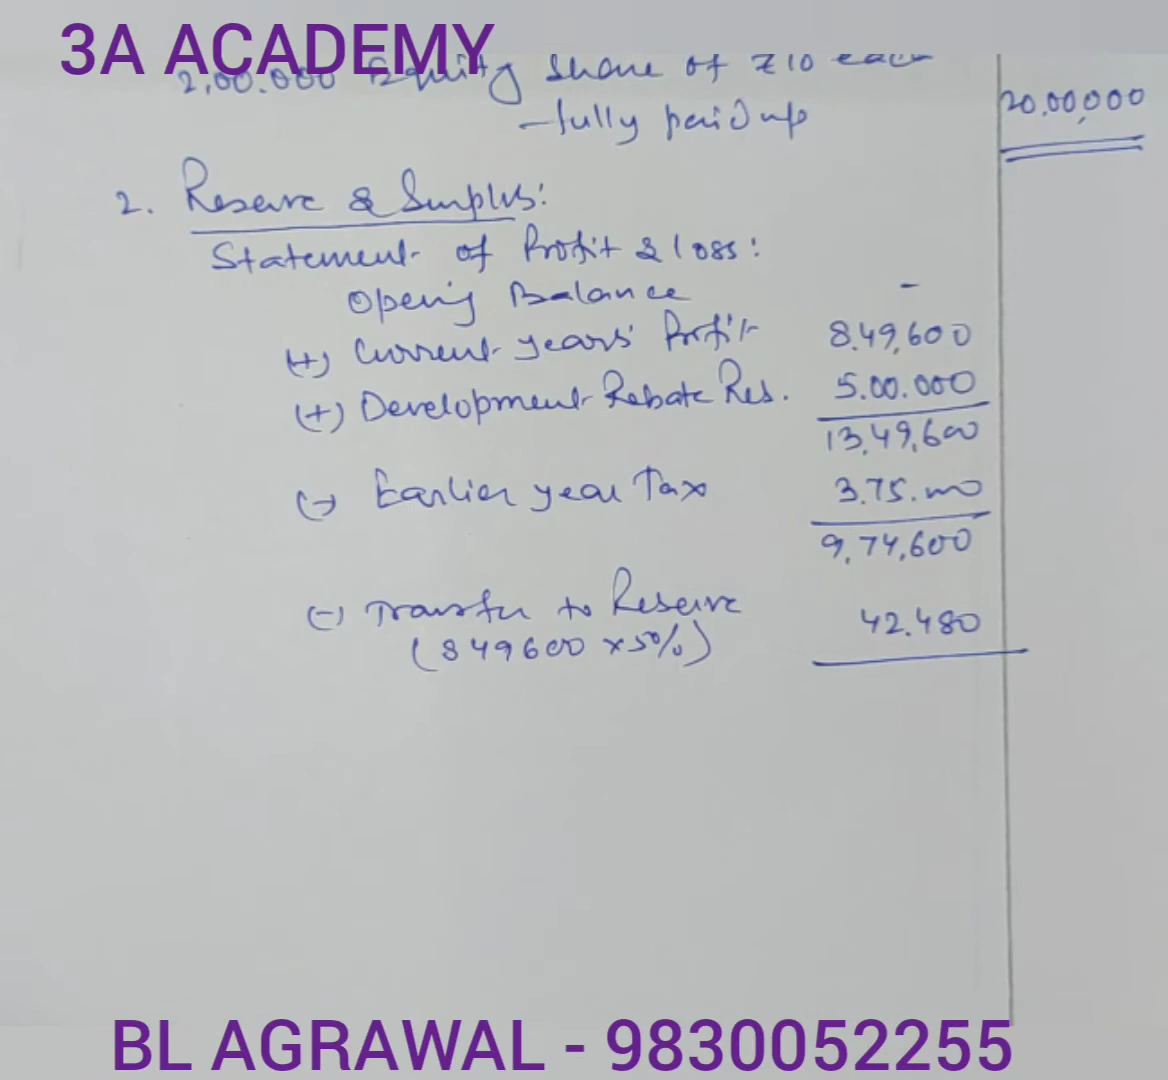 3A ACADEMY
2,00.000 Equity Share of ₹10 each
- fully paid up
20,00,000
2. Reserve & Surplus:
Statement of Profit & loss:
Opening Balance -
(+) Current years' Profit 8,49,600
(+) Development Rebate Res. 5.00.000
13,49,600
(-) Earlier year Tax 3.75.000
9,74,600
(-) Transfer to Reserve 42.480
(849600 x 5%)
BL AGRAWAL - 9830052255